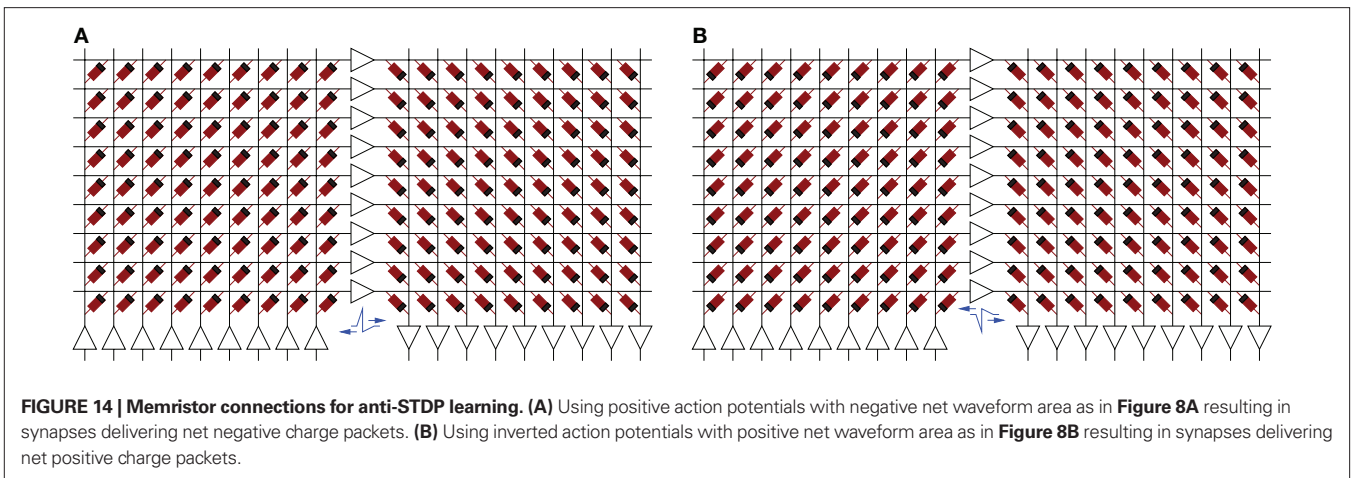 A
B
FIGURE 14 | Memristor connections for anti-STDP learning. (A) Using positive action potentials with negative net waveform area as in Figure 8A resulting in
synapses delivering net negative charge packets. (B) Using inverted action potentials with positive net waveform area as in Figure 8B resulting in synapses delivering
net positive charge packets.